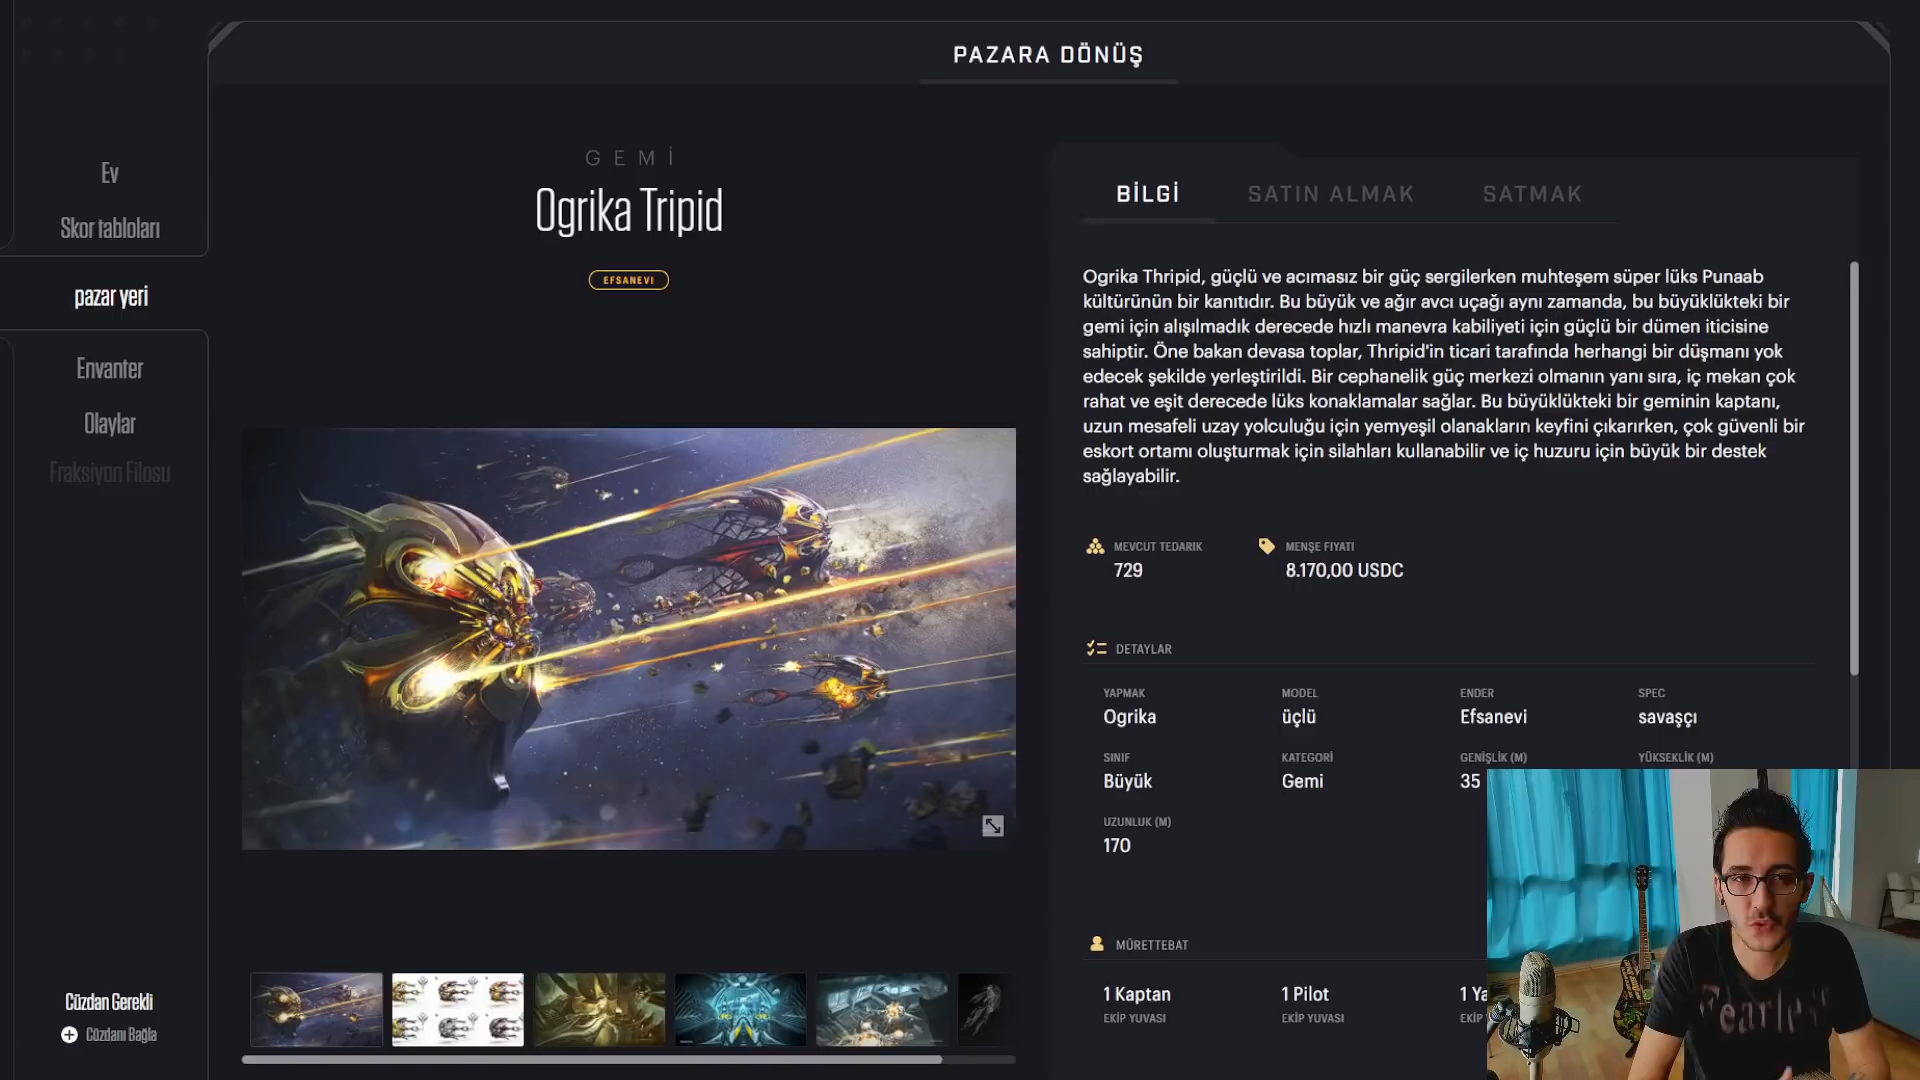 PAZARA DÖNÜŞ
Ev
Skor tabloları
pazar yeri
Envanter
Olaylar
Fraksiyon Filosu
Cüzdan Gerekli
Cüzdanı Bağla
GEMİ
Ogrika Tripid
EFSANEVI
BİLGİ
SATIN ALMAK
SATMAK
Ogrika Thripid, güçlü ve acımasız bir güç sergilerken muhteşem süper lüks Punaab
kültürünün bir kanıtıdır. Bu büyük ve ağır avcı uçağı aynı zamanda, bu büyüklükteki bir
gemi için alışılmadık derecede hızlı manevra kabiliyeti için güçlü bir dümen iticisine
sahiptir. Öne bakan devasa toplar, Thripid'in ticari tarafında herhangi bir düşmanı yok
edecek şekilde yerleştirildi. Bir cephanelik güç merkezi olmanın yanı sıra, iç mekan çok
rahat ve eşit derecede lüks konaklamalar sağlar. Bu büyüklükteki bir geminin kaptanı,
uzun mesafeli uzay yolculuğu için yemyeşil olanakların keyfini çıkarırken, çok güvenli bir
eskort ortamı oluşturmak için silahları kullanabilir ve iç huzuru için büyük bir destek
sağlayabilir.
MEVCUT TEDARIK
729
MENŞE FIYATI
8.170,00 USDC
DETAYLAR
YAPMAK
Ogrika
MODEL
üçlü
ENDER
Efsanevi
SPEC
savaşçı
SINIF
Büyük
KATEGORİ
Gemi
GENİŞLİK (M)
35
YÜKSEKLİK (M)
UZUNLUK (M)
170
MÜRETTEBAT
1 Kaptan
EKİP YUVASI
1 Pilot
EKİP YUVASI
1 Ya
EKİP
Fearless